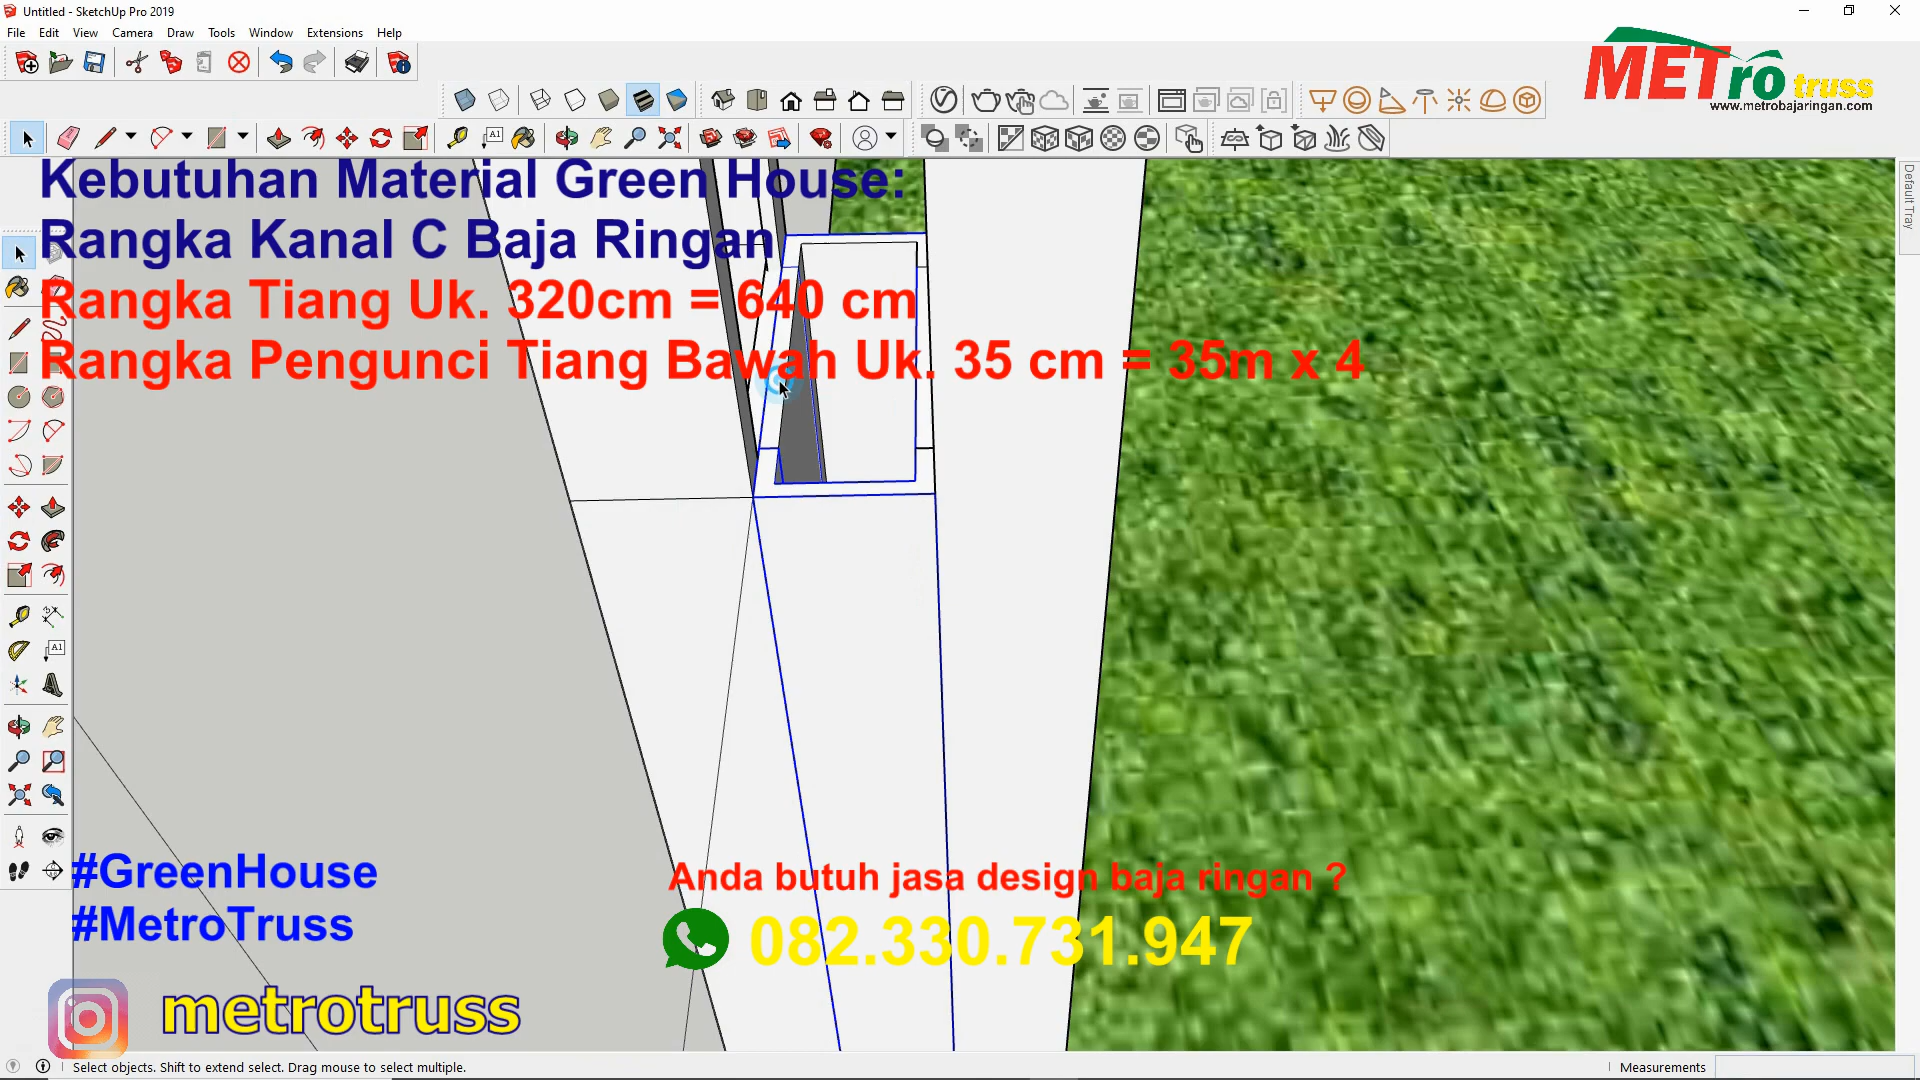 Untitled - SketchUp Pro 2019
File Edit View Camera Draw Tools Window Extensions Help
METro truss
www.metrobajaringan.com
A1
Default Tray
Kebutuhan Material Green House:
Rangka Kanal C Baja Ringan
Rangka Tiang Uk. 320cm = 640 cm
Rangka Pengunci Tiang Bawah Uk. 35 cm = 35m x 4
A1
#GreenHouse
#MetroTruss
Anda butuh jasa design baja ringan ?
082.330.731.947
metrotruss
Select objects. Shift to extend select. Drag mouse to select multiple.
Measurements